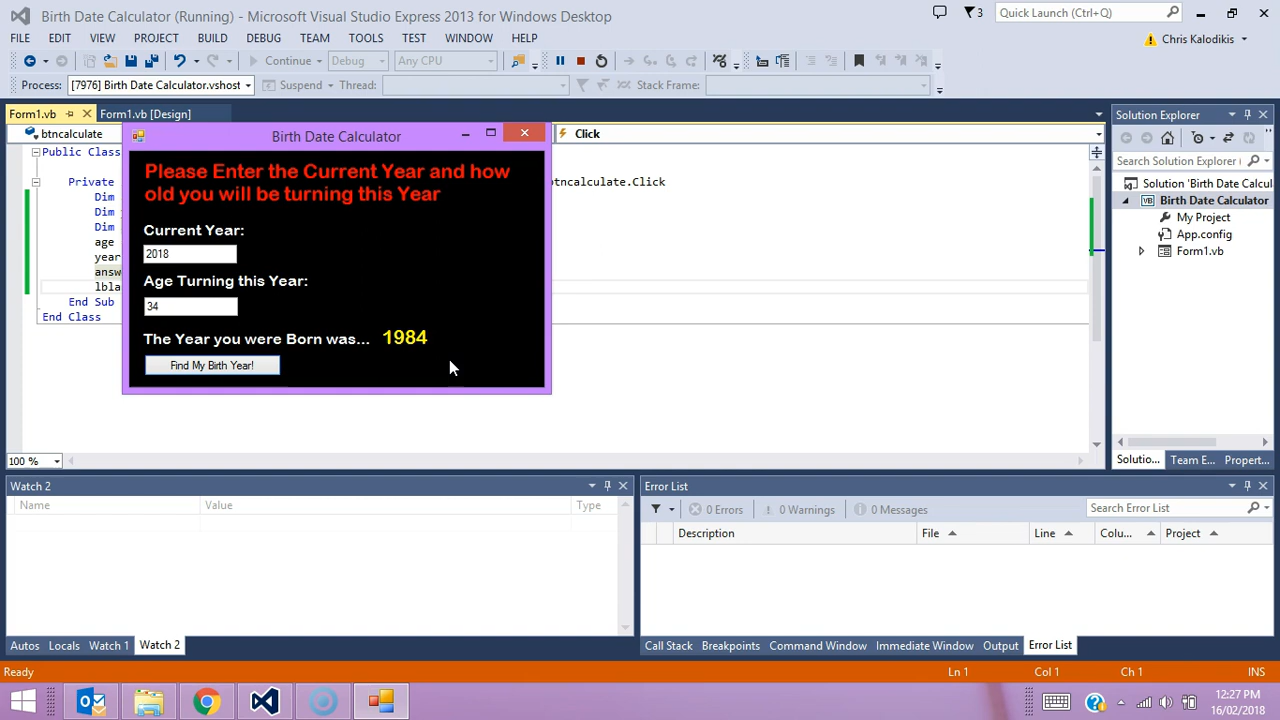 Birth Date Calculator (Running) - Microsoft Visual Studio Express 2013 for Windows Desktop
3
Quick Launch (Ctrl+Q)
FILE EDIT VIEW PROJECT BUILD DEBUG TEAM TOOLS TEST WINDOW HELP
Chris Kalodikis
Continue Debug Any CPU
Process: [7976] Birth Date Calculator.vshost Suspend Thread: Stack Frame:
Form1.vb Form1.vb [Design]
Solution Explorer
btncalculate
Birth Date Calculator
Click
Public Class
Please Enter the Current Year and how
old you will be turning this Year
Private
btncalculate.Click
Dim
Dim
Dim
age
year
answ
lbla
End Sub
End Class
Current Year:
2018
Age Turning this Year:
34
The Year you were Born was... 1984
Find My Birth Year!
Search Solution Explorer (
Solution 'Birth Date Calcul
Birth Date Calculator
My Project
App.config
Form1.vb
100 %
Solutio... Team E... Propert...
Watch 2
Name Value Type
Autos Locals Watch 1 Watch 2
Error List
0 Errors 0 Warnings 0 Messages
Search Error List
Description File Line Colu... Project
Call Stack Breakpoints Command Window Immediate Window Output Error List
Ready Ln 1 Col 1 Ch 1 INS
12:27 PM
16/02/2018